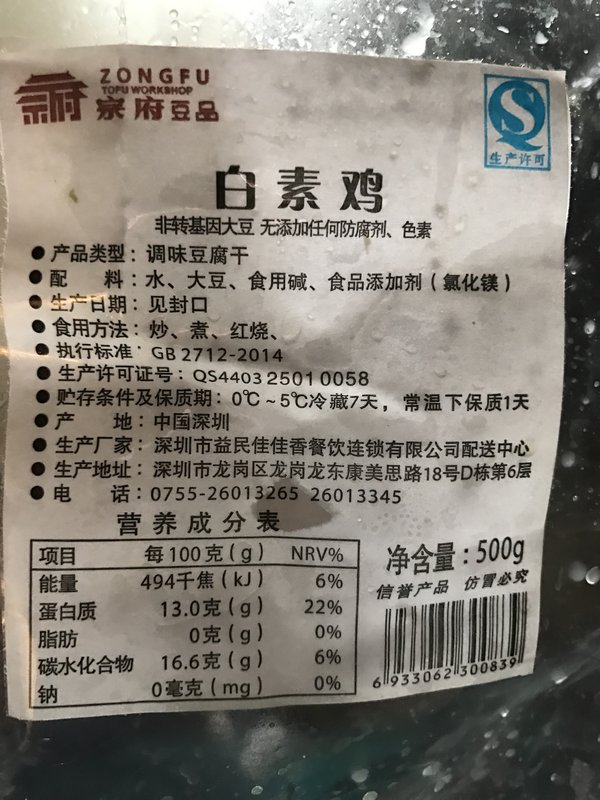 ZONGFU
TOFU WORKSHOP
宗府豆品
生产许可
白素鸡
非转基因大豆 无添加任何防腐剂、色素
● 产品类型：调味豆腐干
● 配 料：水、大豆、食用碱、食品添加剂（氯化镁）
● 生产日期：见封口
● 食用方法：炒、煮、红烧、
● 执行标准：GB 2712-2014
● 生产许可证号：QS4403 2501 0058
● 贮存条件及保质期：0℃~5℃冷藏7天，常温下保质1天
● 产 地：中国深圳
● 生产厂家：深圳市益民佳佳香餐饮连锁有限公司配送中心
● 生产地址：深圳市龙岗区龙岗龙东康美思路18号D栋第6层
● 电 话：0755-26013265 26013345
营养成分表
项目 每100克（g） NRV%
能量 494千焦（kJ） 6%
蛋白质 13.0克（g） 22%
脂肪 0克（g） 0%
碳水化合物 16.6克（g） 6%
钠 0毫克（mg） 0%
净含量：500g
信誉产品 仿冒必究
6 933062 300839